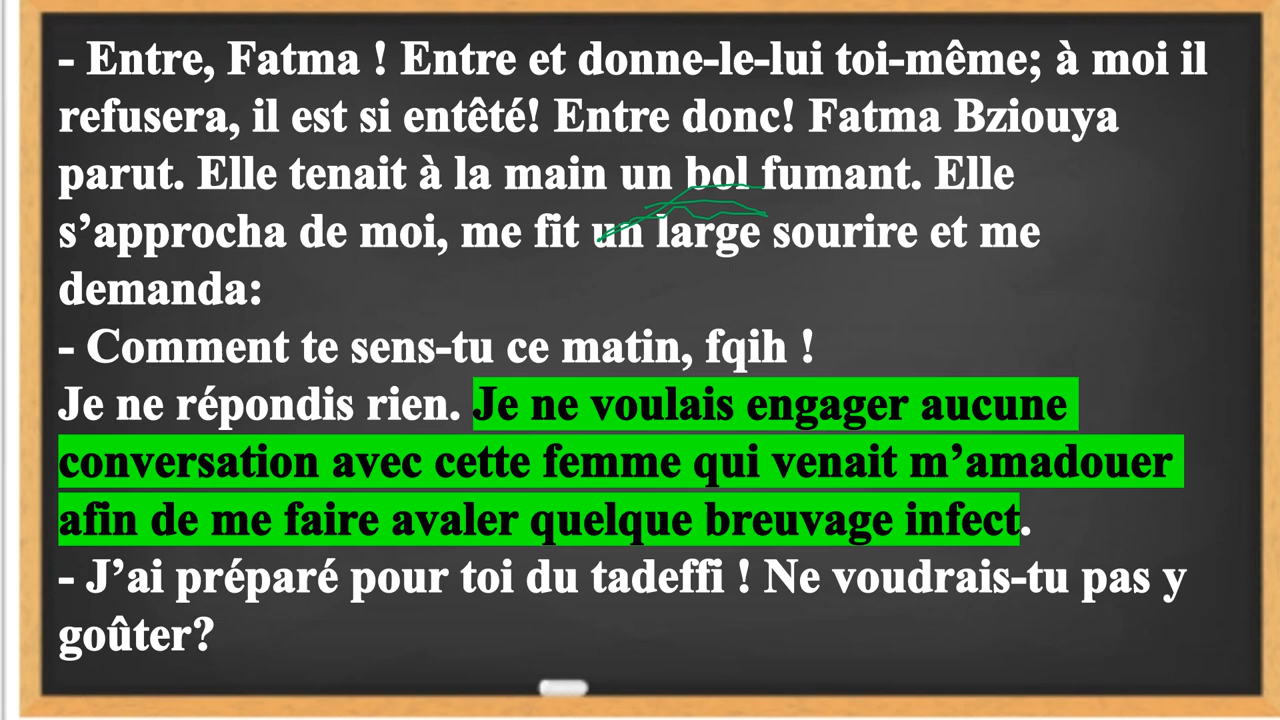 - Entre, Fatma ! Entre et donne-le-lui toi-même; à moi il
refusera, il est si entêté! Entre donc! Fatma Bziouya
parut. Elle tenait à la main un bol fumant. Elle
s’approcha de moi, me fit un large sourire et me
demanda:
- Comment te sens-tu ce matin, fqih !
Je ne répondis rien. Je ne voulais engager aucune
conversation avec cette femme qui venait m’amadouer
afin de me faire avaler quelque breuvage infect.
- J’ai préparé pour toi du tadeffi ! Ne voudrais-tu pas y
goûter?